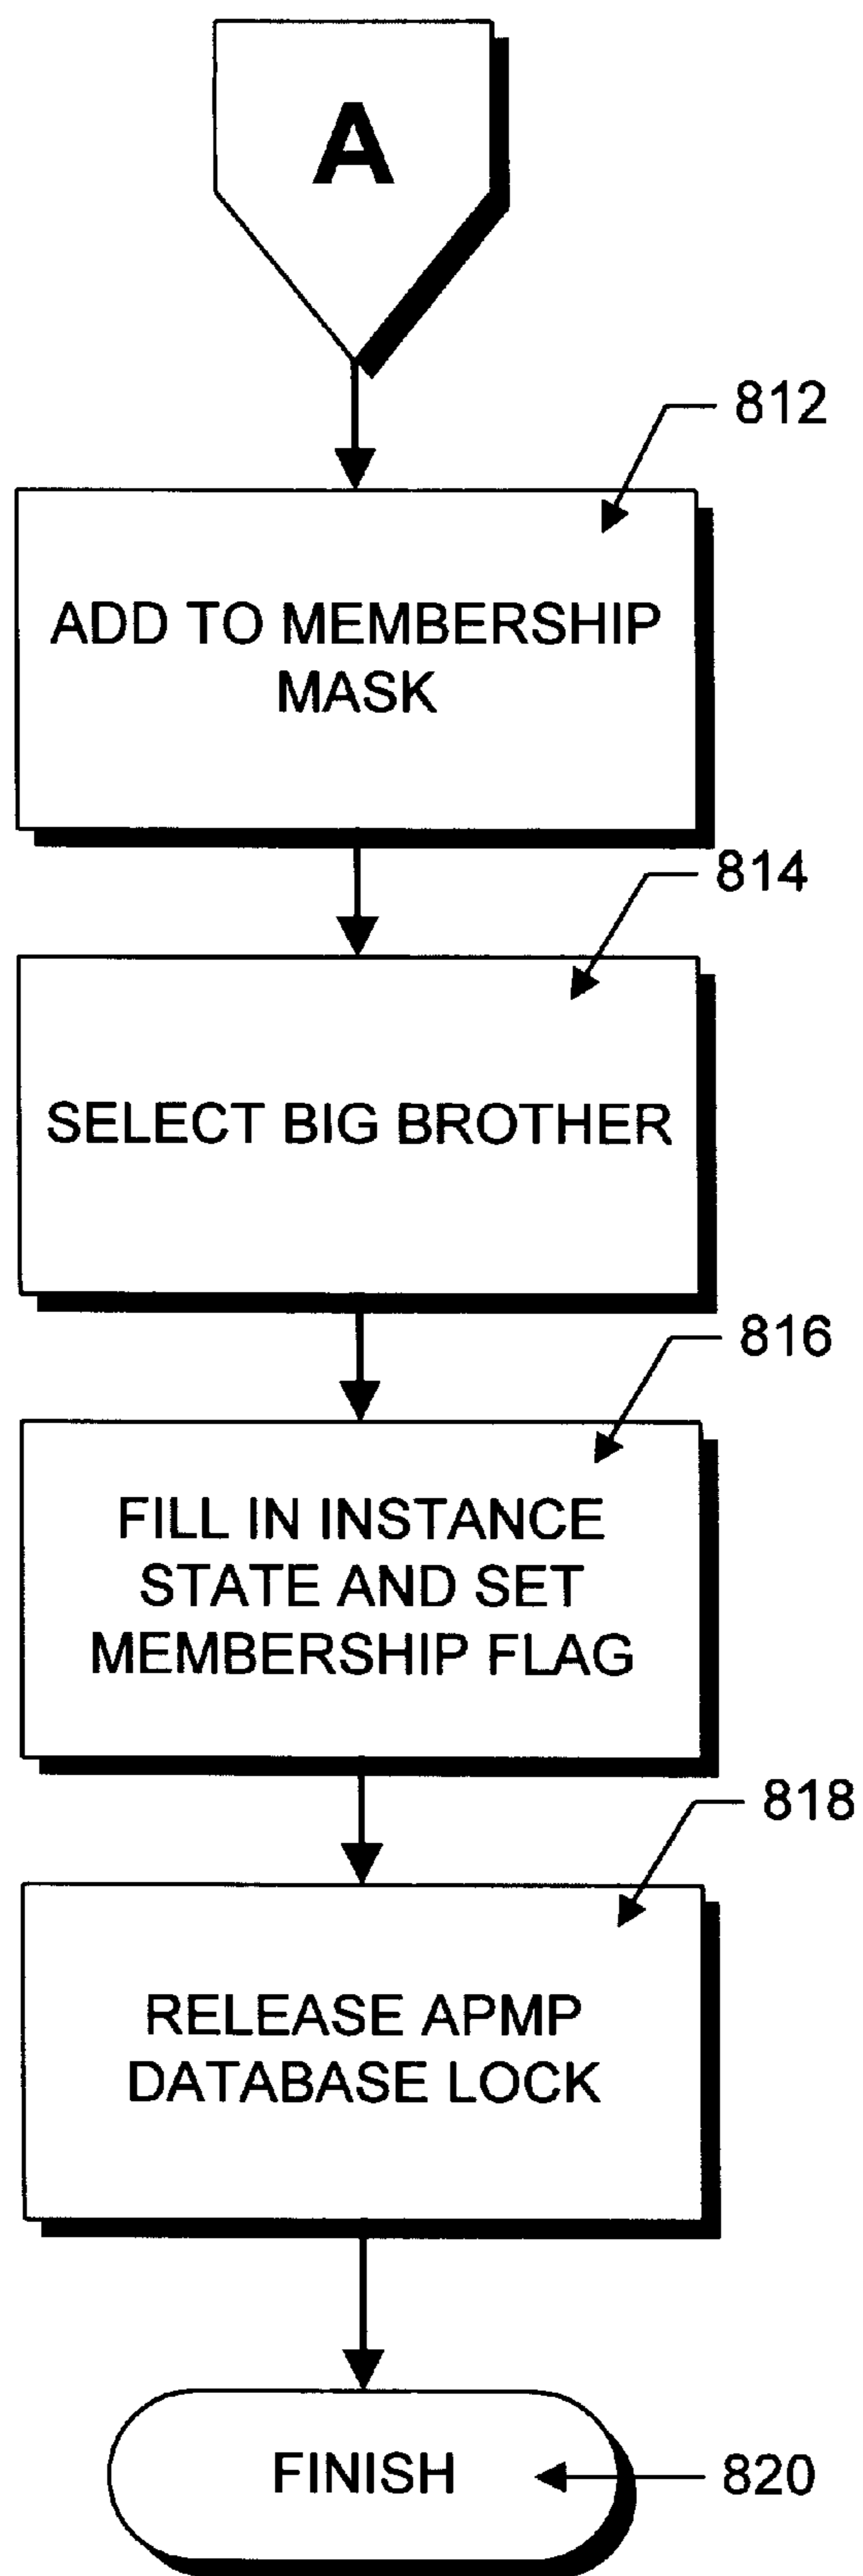 A
812
ADD TO MEMBERSHIP
MASK
814
SELECT BIG BROTHER
816
FILL IN INSTANCE
STATE AND SET
MEMBERSHIP FLAG
818
RELEASE APMP
DATABASE LOCK
FINISH
820